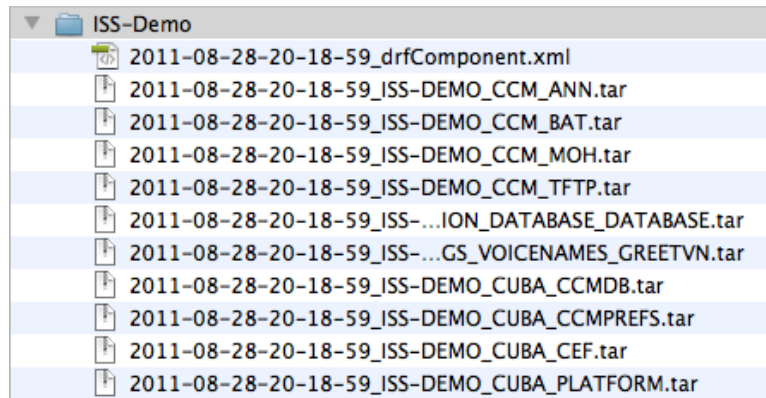 ISS-Demo
2011-08-28-20-18-59_drfComponent.xml
2011-08-28-20-18-59_ISS-DEMO_CCM_ANN.tar
2011-08-28-20-18-59_ISS-DEMO_CCM_BAT.tar
2011-08-28-20-18-59_ISS-DEMO_CCM_MOH.tar
2011-08-28-20-18-59_ISS-DEMO_CCM_TFTP.tar
2011-08-28-20-18-59_ISS-...ION_DATABASE_DATABASE.tar
2011-08-28-20-18-59_ISS-...GS_VOICENAMES_GREETVN.tar
2011-08-28-20-18-59_ISS-DEMO_CUBA_CCMDB.tar
2011-08-28-20-18-59_ISS-DEMO_CUBA_CCMPREFS.tar
2011-08-28-20-18-59_ISS-DEMO_CUBA_CEF.tar
2011-08-28-20-18-59_ISS-DEMO_CUBA_PLATFORM.tar